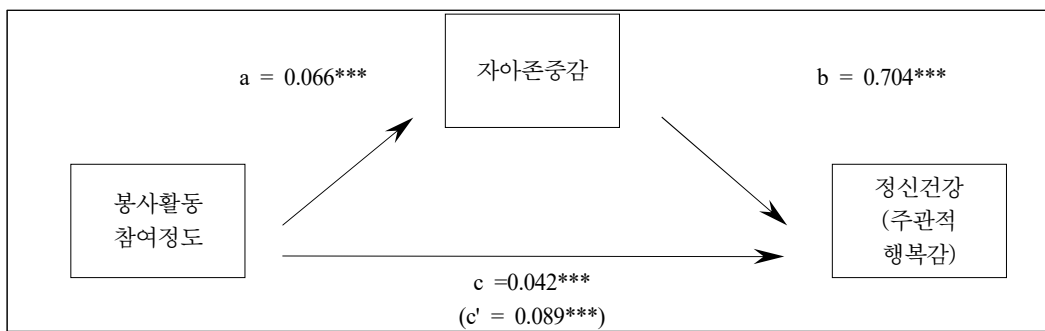 a = 0.066***
자아존중감
b = 0.704***
봉사활동
참여정도
정신건강
(주관적
행복감)
c =0.042***
(c' = 0.089***)